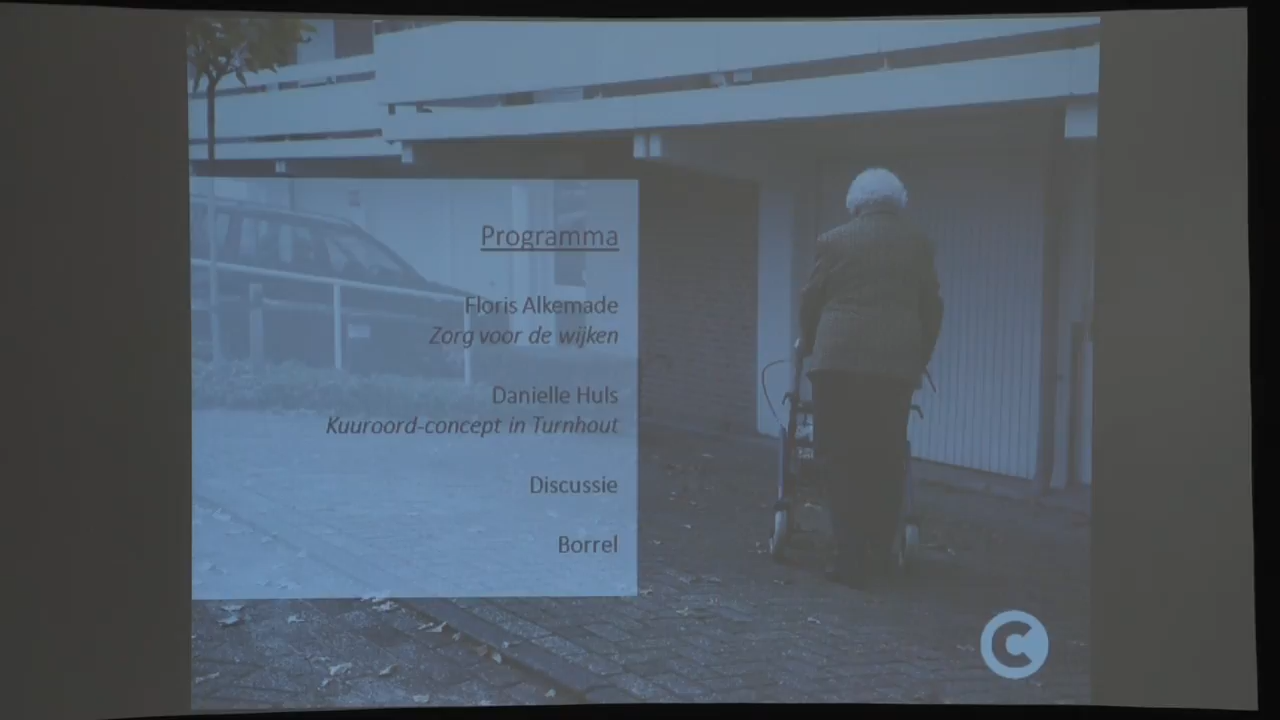 Programma
Floris Alkemade
Zorg voor de wijken
Danielle Huls
Kuuroord-concept in Turnhout
Discussie
Borrel
C